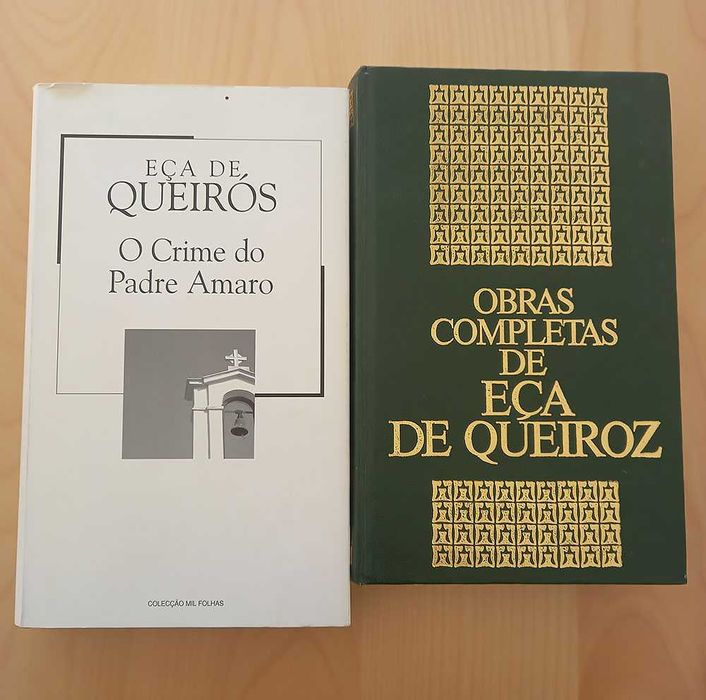 EÇA DE
QUEIRÓS
O Crime do
Padre Amaro
COLECÇÃO MIL FOLHAS
OBRAS
COMPLETAS
DE
EÇA
DE QUEIROZ